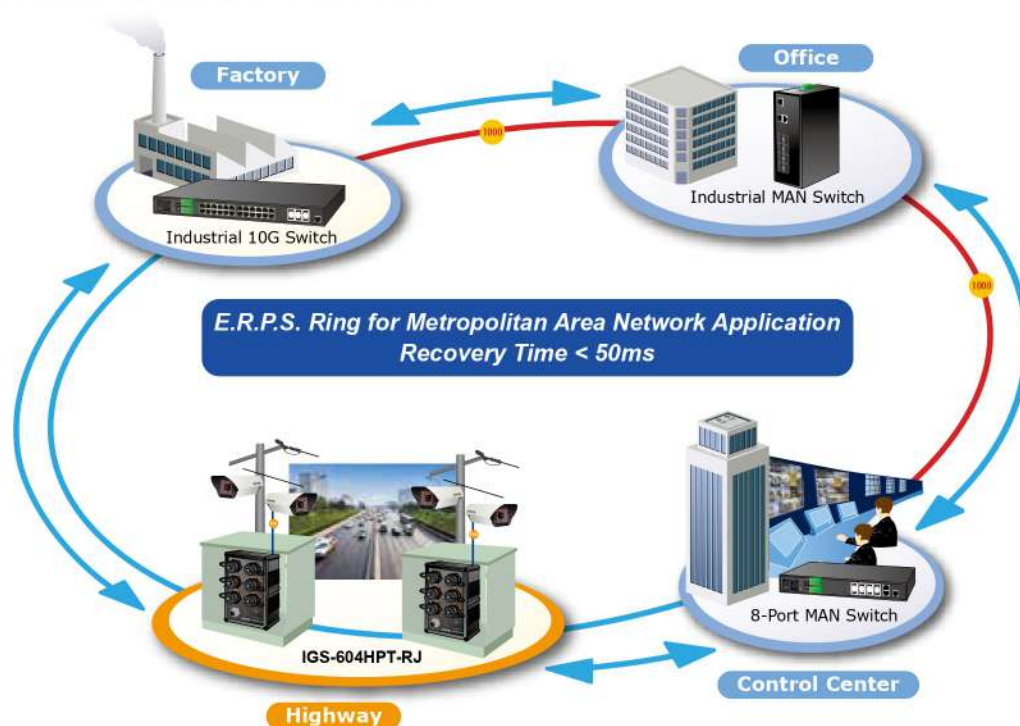 Factory
Office
1000
Industrial 10G Switch
Industrial MAN Switch
1000
E.R.P.S. Ring for Metropolitan Area Network Application
Recovery Time < 50ms
8-Port MAN Switch
IGS-604HPT-RJ
Control Center
Highway